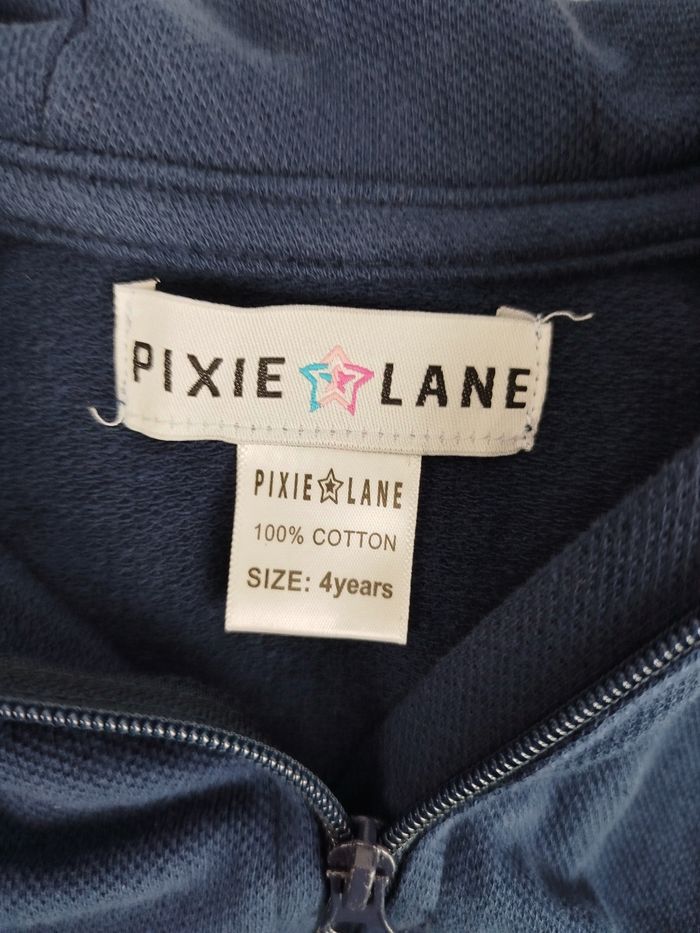 PIXIE LANE
PIXIE LANE
100% COTTON
SIZE: 4years